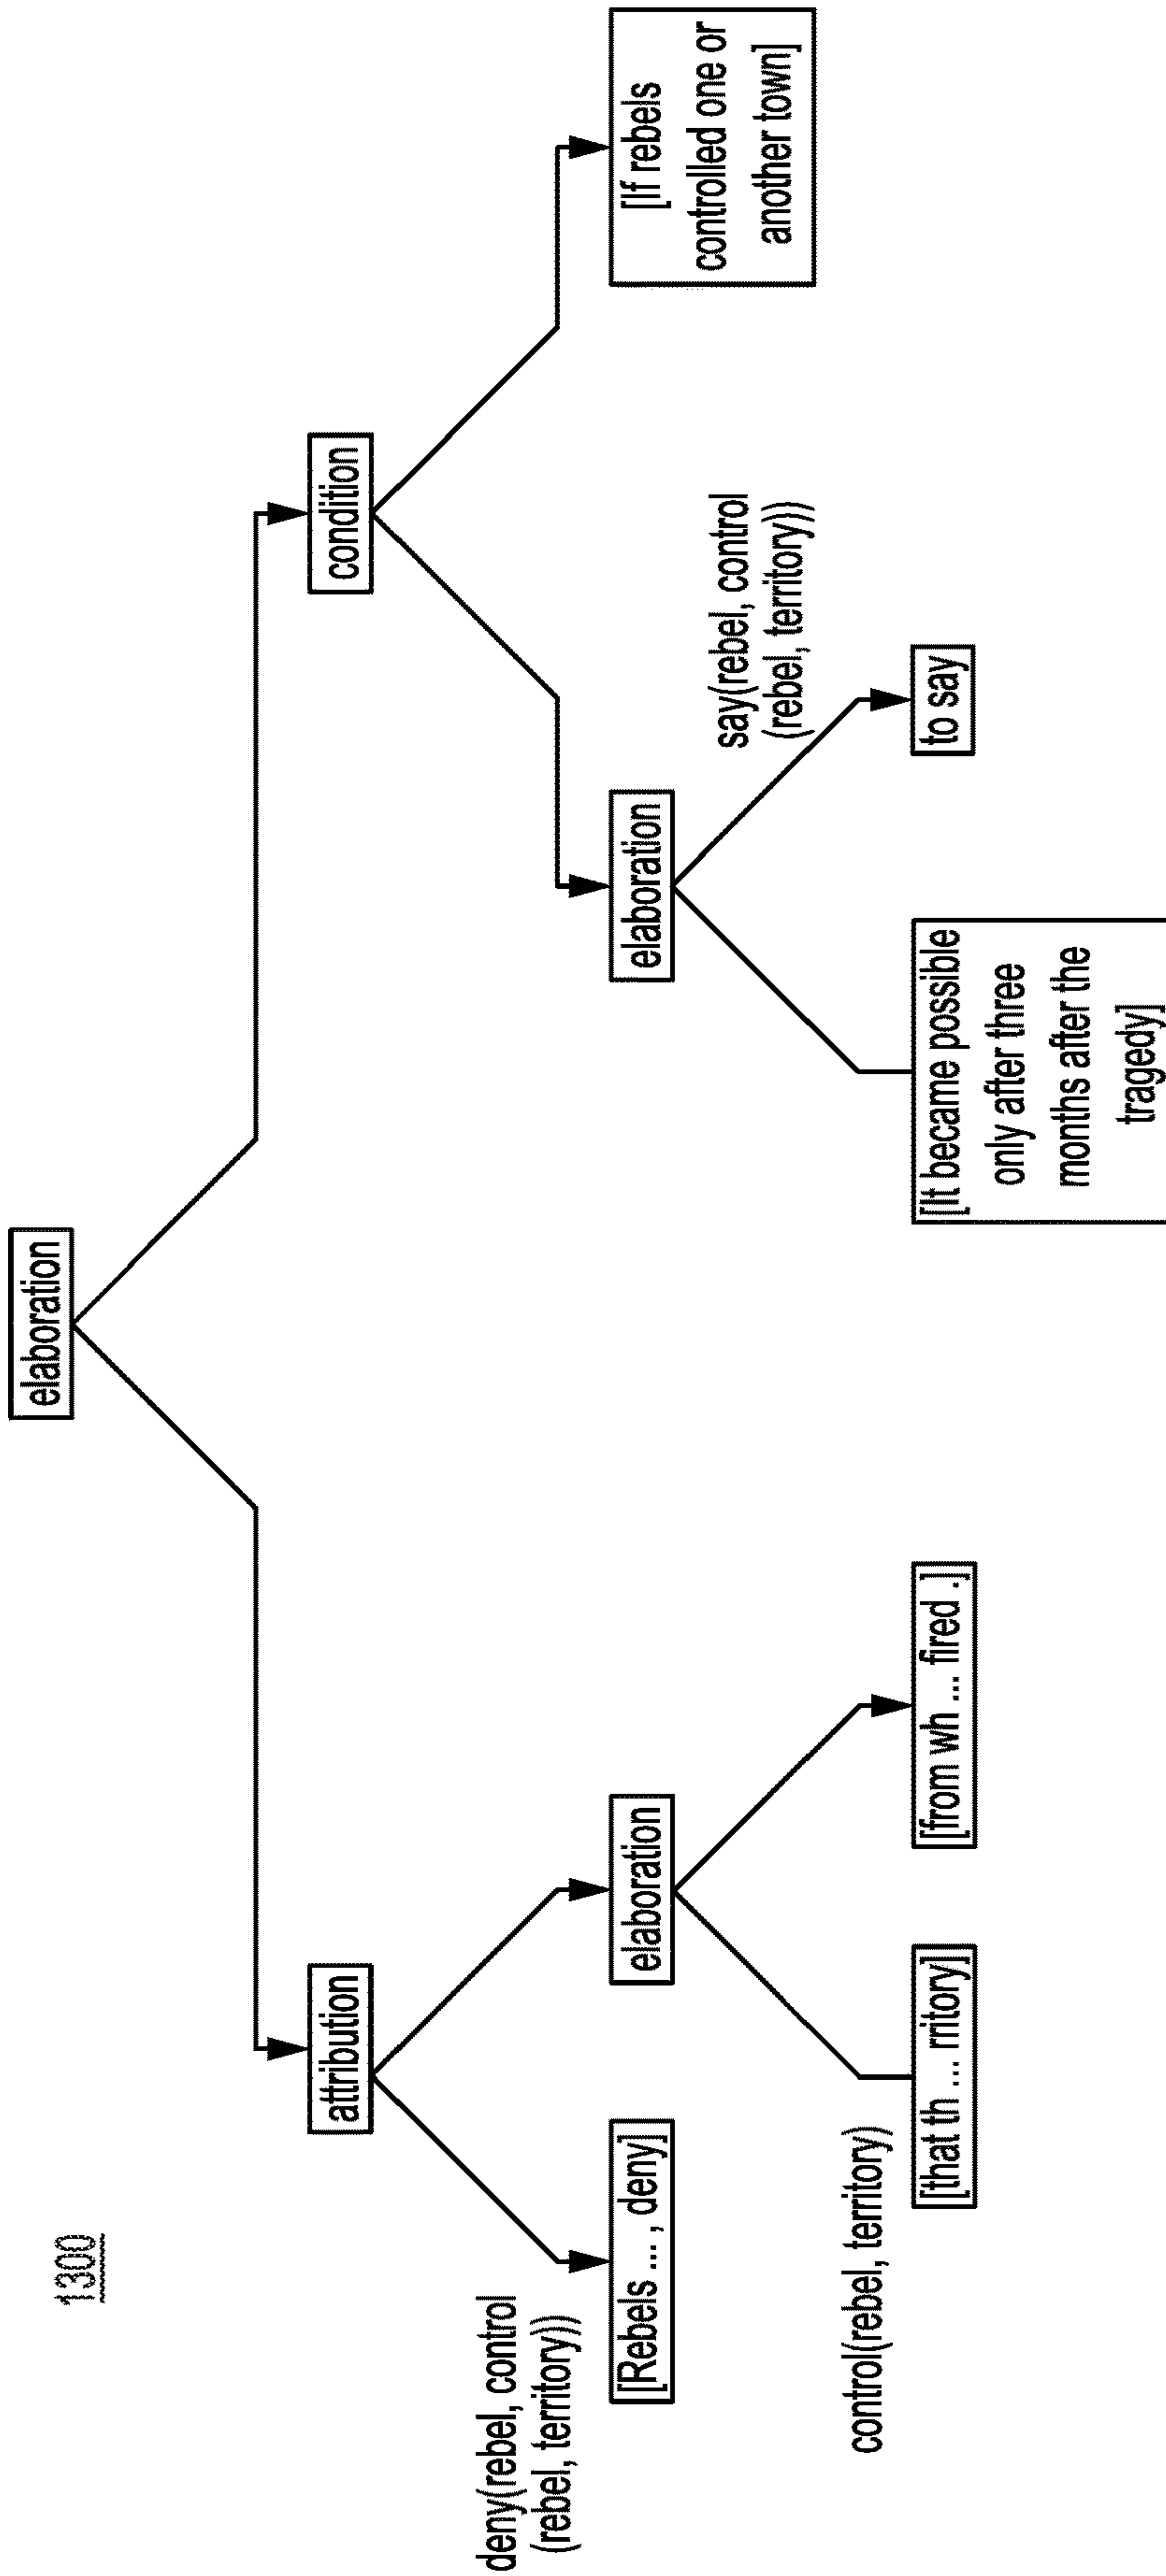 1300
elaboration
attribution
condition
deny(rebel, control
(rebel, territory))
[Rebels ... , deny]
elaboration
elaboration
[If rebels
controlled one or
another town]
control(rebel, territory)
say(rebel, control
(rebel, territory))
[that th ... rritory]
[from wh ... fired .]
[It became possible
only after three
months after the
tragedy]
to say